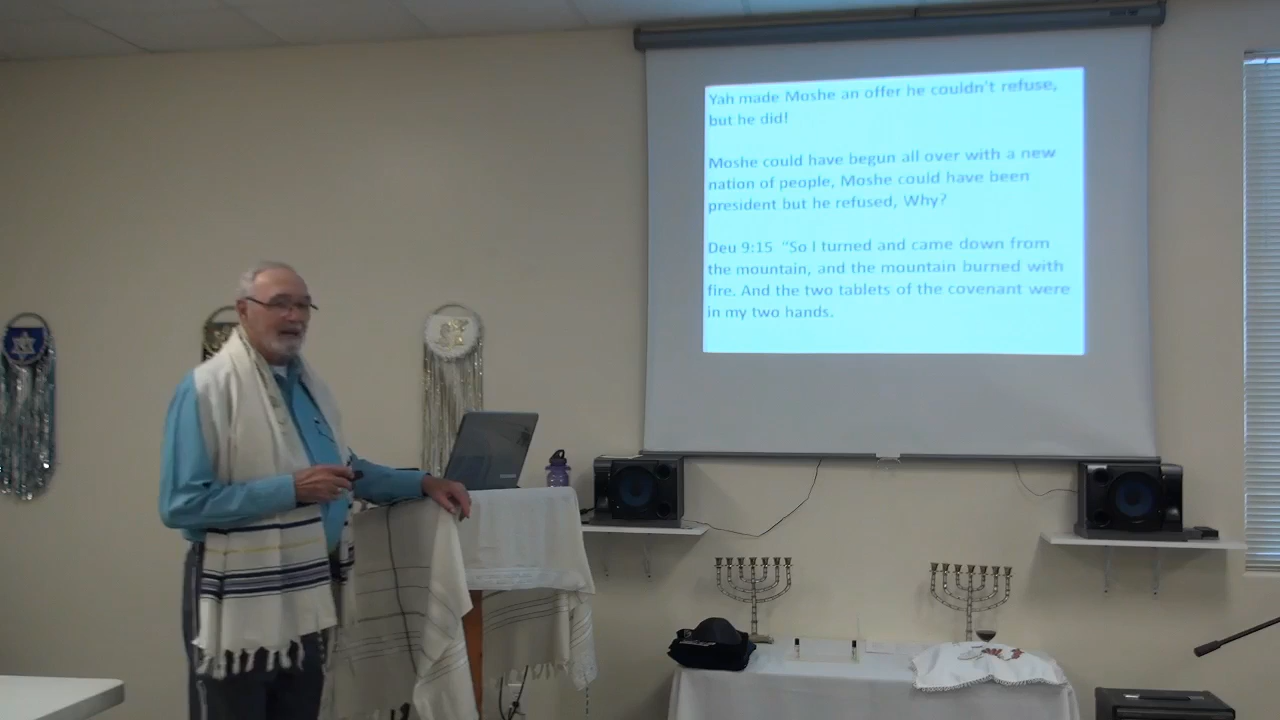 Yah made Moshe an offer he couldn't refuse,
but he did!
Moshe could have begun all over with a new
nation of people, Moshe could have been
president but he refused, Why?
Deu 9:15 "So I turned and came down from
the mountain, and the mountain burned with
fire. And the two tablets of the covenant were
in my two hands.